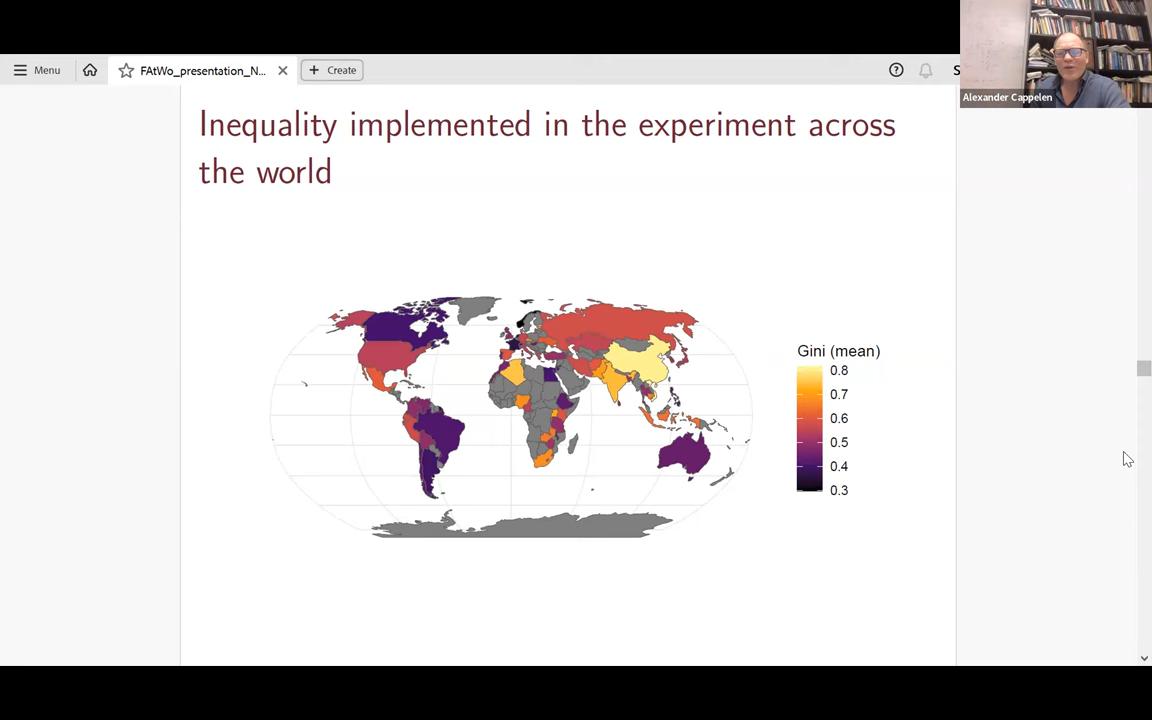 Menu
FAtWo_presentation_N...
Create
S
Alexander Cappelen
Inequality implemented in the experiment across
the world
Gini (mean)
0.8
0.7
0.6
0.5
0.4
0.3